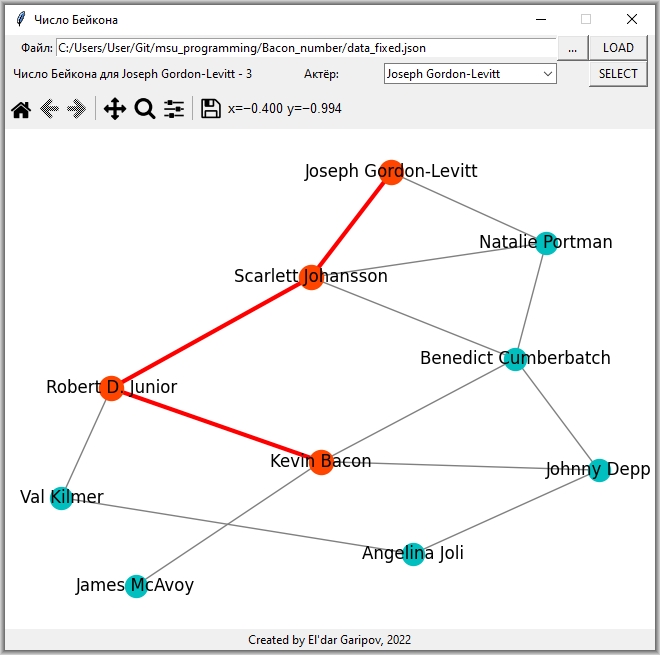 Число Бейкона
Файл: C:/Users/User/Git/msu_programming/Bacon_number/data_fixed.json ... LOAD
Число Бейкона для Joseph Gordon-Levitt - 3 Актёр: Joseph Gordon-Levitt SELECT
x=−0.400 y=−0.994
Joseph Gordon-Levitt
Natalie Portman
Scarlett Johansson
Benedict Cumberbatch
Robert D. Junior
Kevin Bacon
Johnny Depp
Val Kilmer
Angelina Joli
James McAvoy
Created by El'dar Garipov, 2022